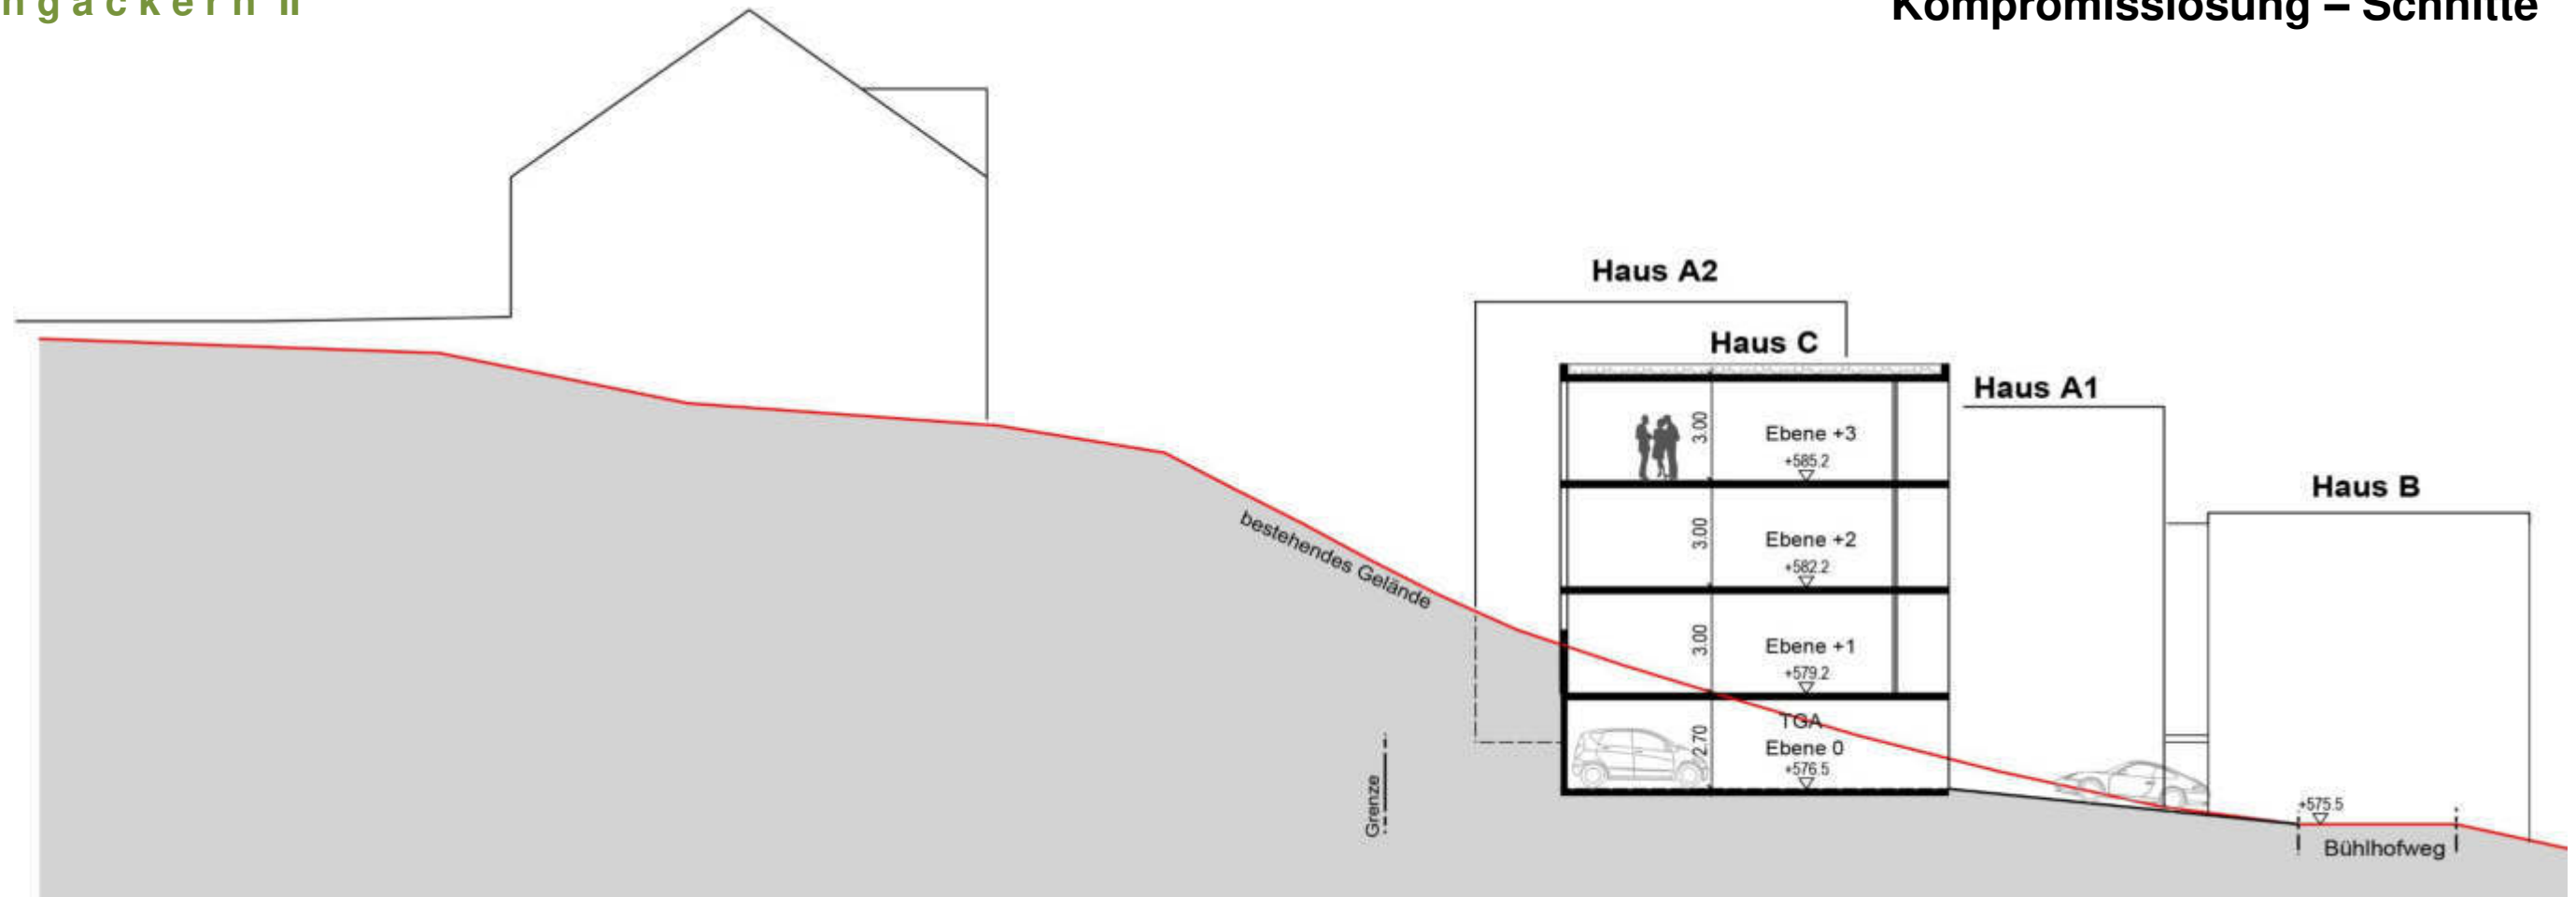 ngäckern II
Kompromisslösung – Schnitte
Haus A2
Haus C
Haus A1
Haus B
3.00
Ebene +3
+585.2
3.00
Ebene +2
+582.2
bestehendes Gelände
3.00
Ebene +1
+579.2
2.70
TGA
Ebene 0
+576.5
Grenze
+575.5
Bühlhofweg